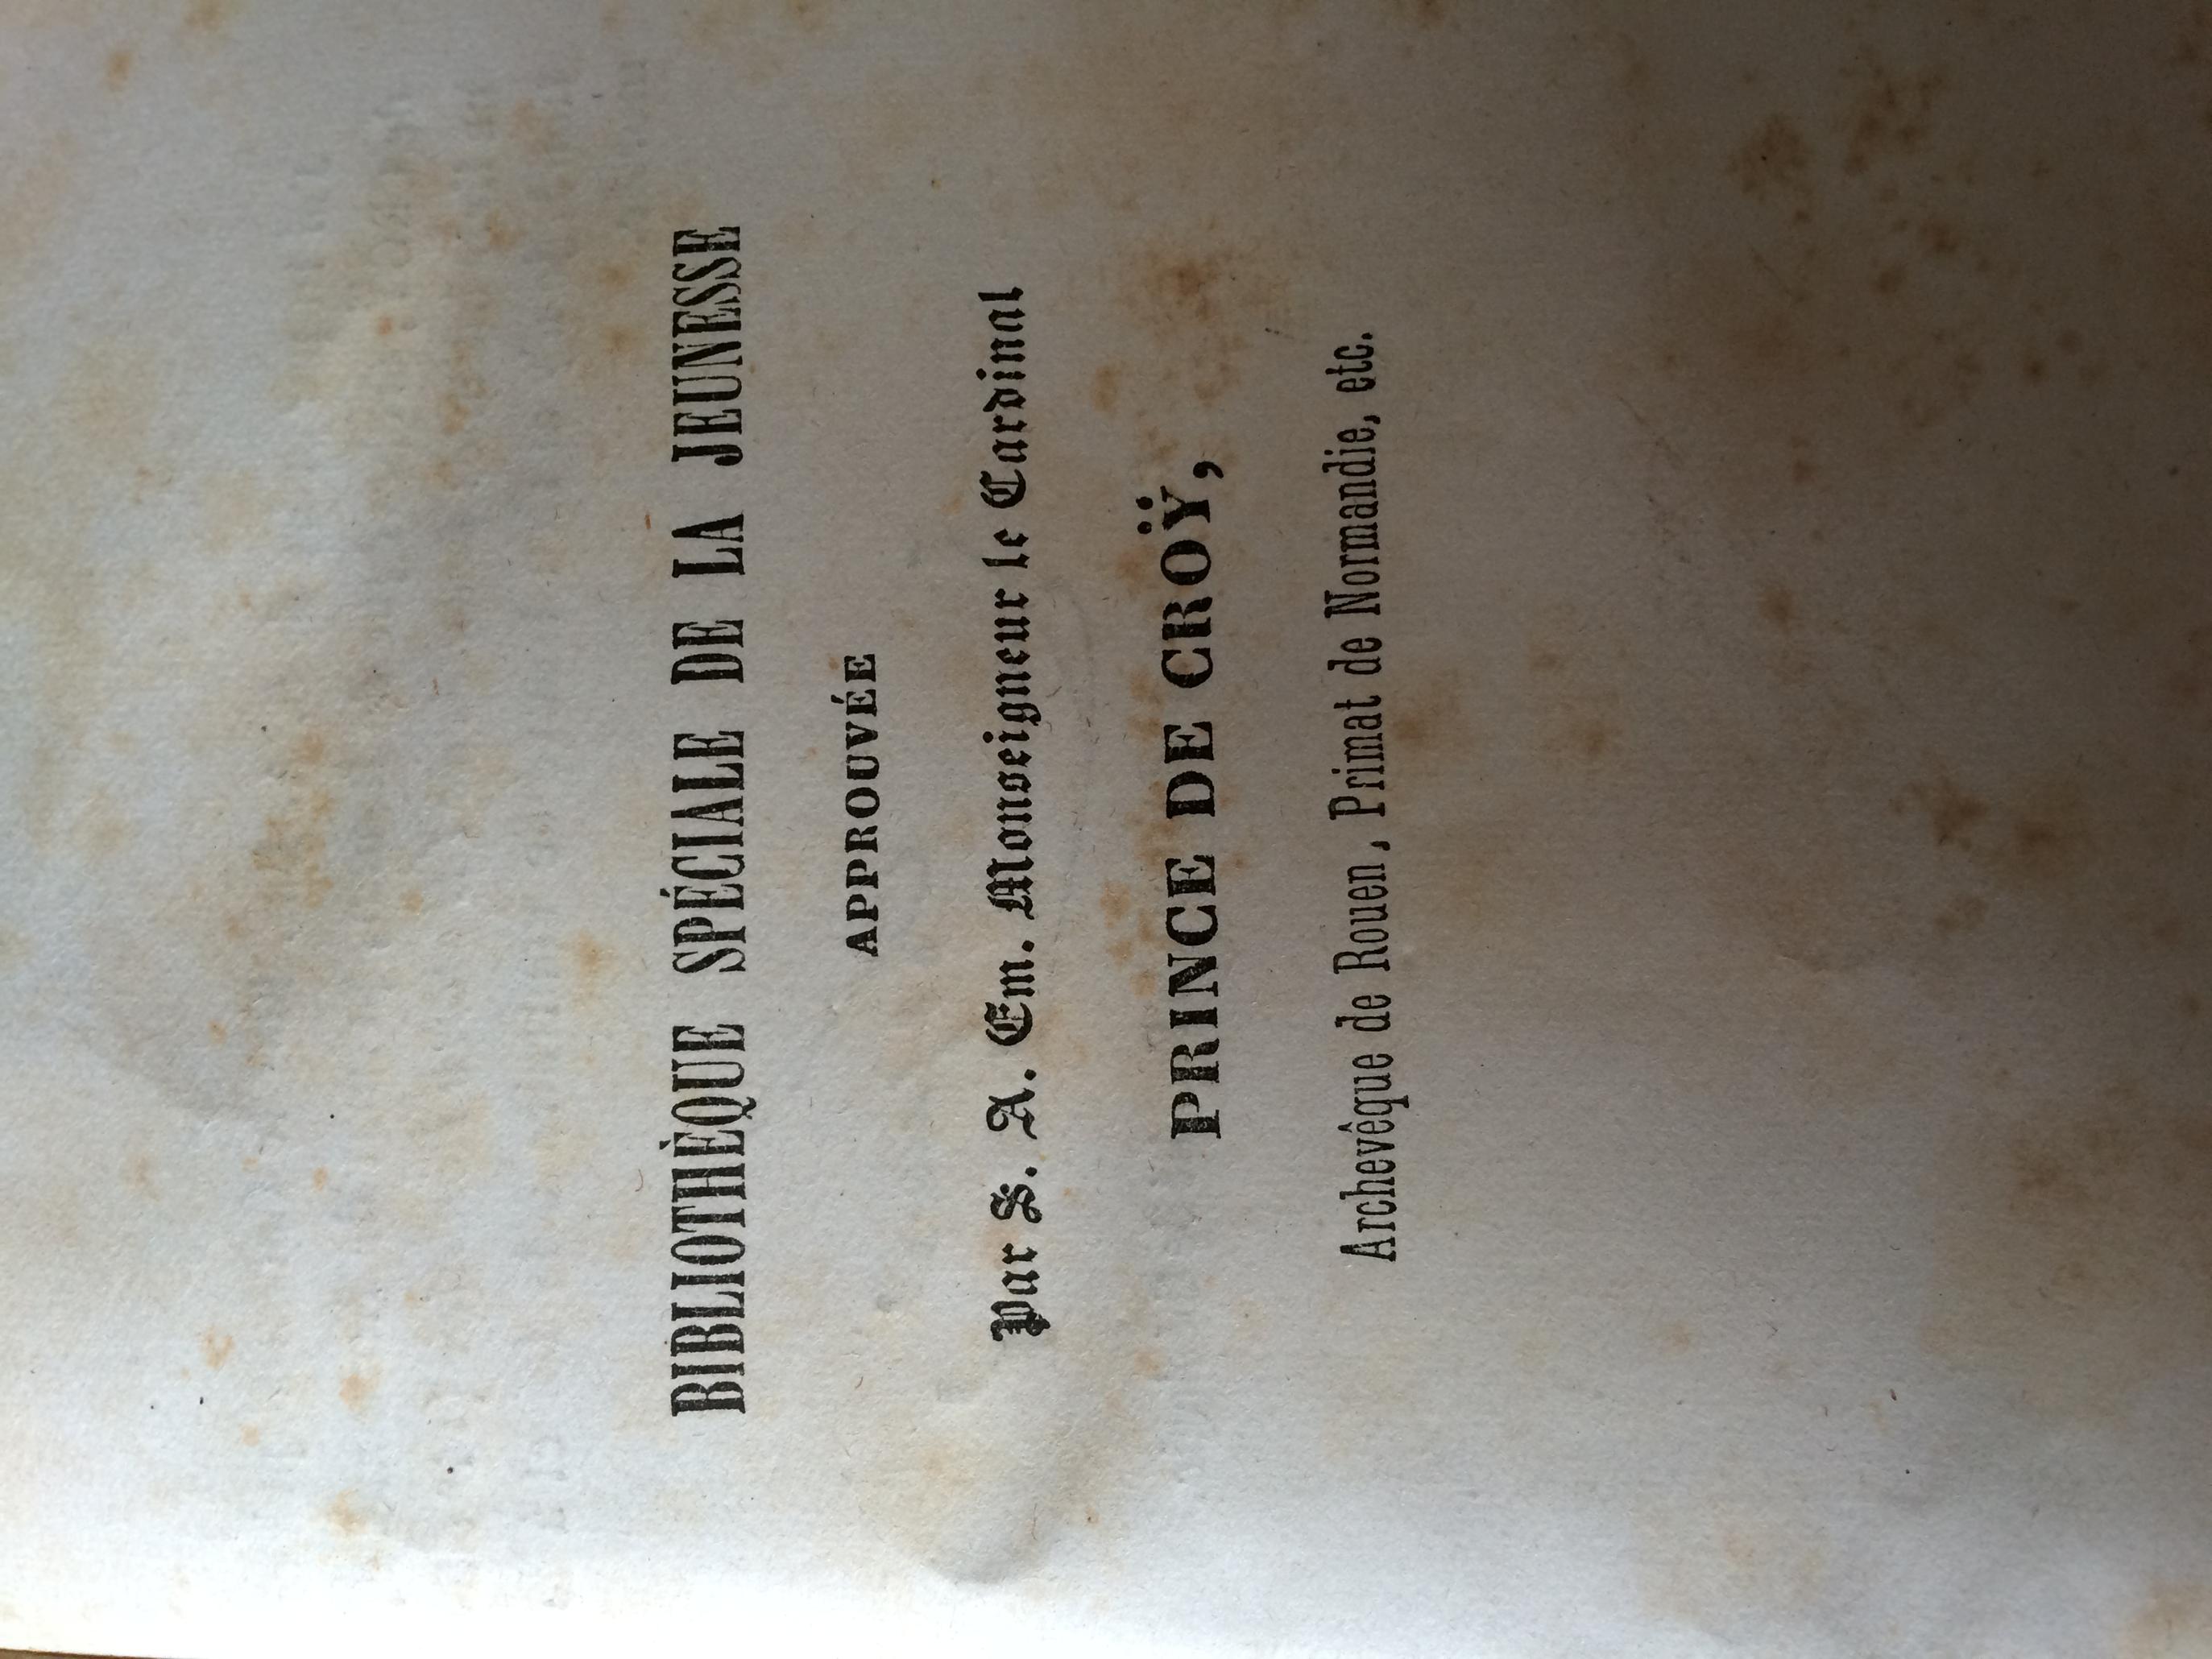 BIBLIOTHÈQUE SPÉCIALE DE LA JEUNESSE
APPROUVÉE
Par S. A. Em. Monseigneur le Cardinal
PRINCE DE CROŸ,
Archevêque de Rouen, Primat de Normandie, etc.